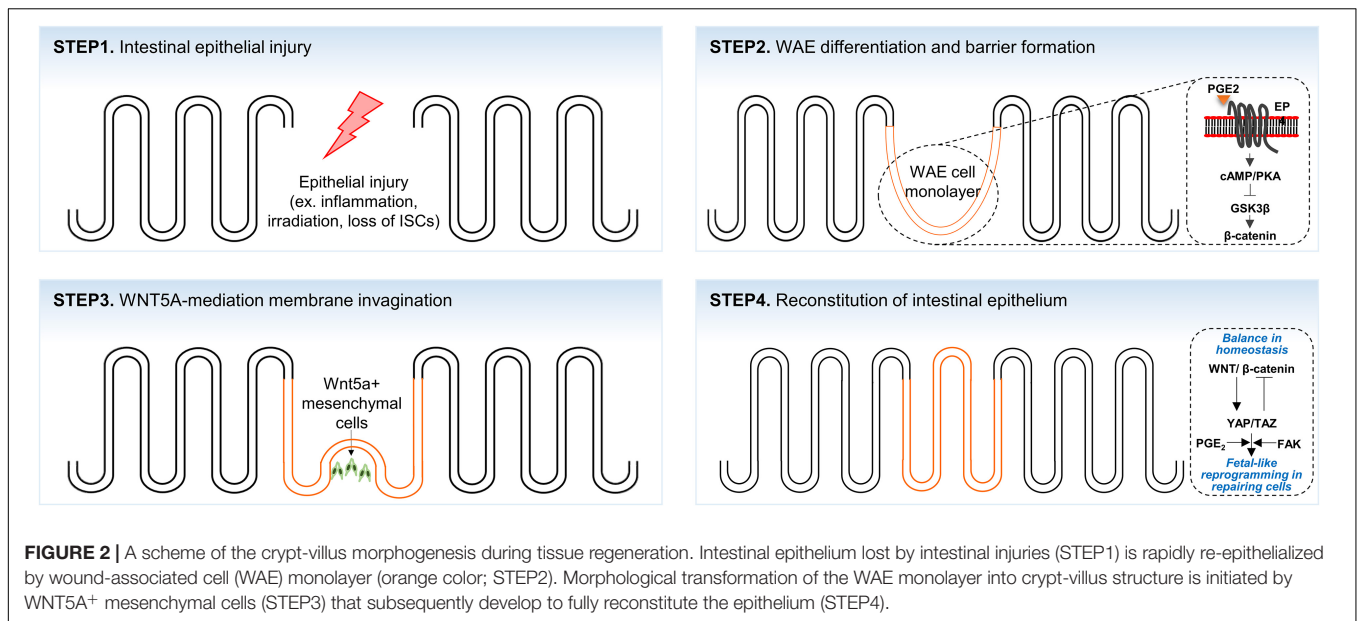 STEP1. Intestinal epithelial injury
Epithelial injury
(ex. inflammation,
irradiation, loss of ISCs)
STEP2. WAE differentiation and barrier formation
WAE cell
monolayer
PGE2
EP
4
cAMP/PKA
GSK3β
β-catenin
STEP3. WNT5A-mediation membrane invagination
Wnt5a+
mesenchymal
cells
STEP4. Reconstitution of intestinal epithelium
Balance in
homeostasis
WNT/ β-catenin
YAP/TAZ
PGE₂ FAK
Fetal-like
reprogramming in
repairing cells
FIGURE 2 | A scheme of the crypt-villus morphogenesis during tissue regeneration. Intestinal epithelium lost by intestinal injuries (STEP1) is rapidly re-epithelialized
by wound-associated cell (WAE) monolayer (orange color; STEP2). Morphological transformation of the WAE monolayer into crypt-villus structure is initiated by
WNT5A⁺ mesenchymal cells (STEP3) that subsequently develop to fully reconstitute the epithelium (STEP4).